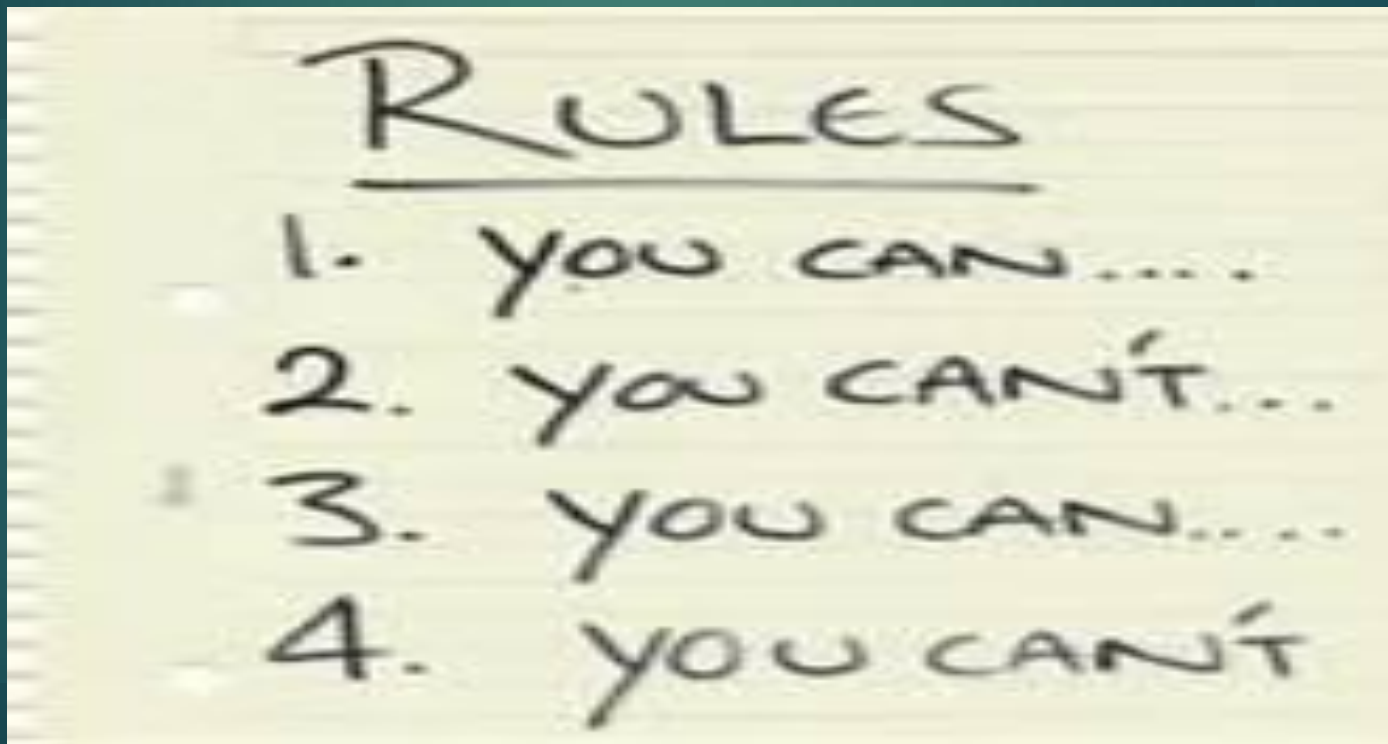 RULES
1. YOU CAN.....
2. YOU CAN'T....
3. YOU CAN.....
4. YOU CAN'T